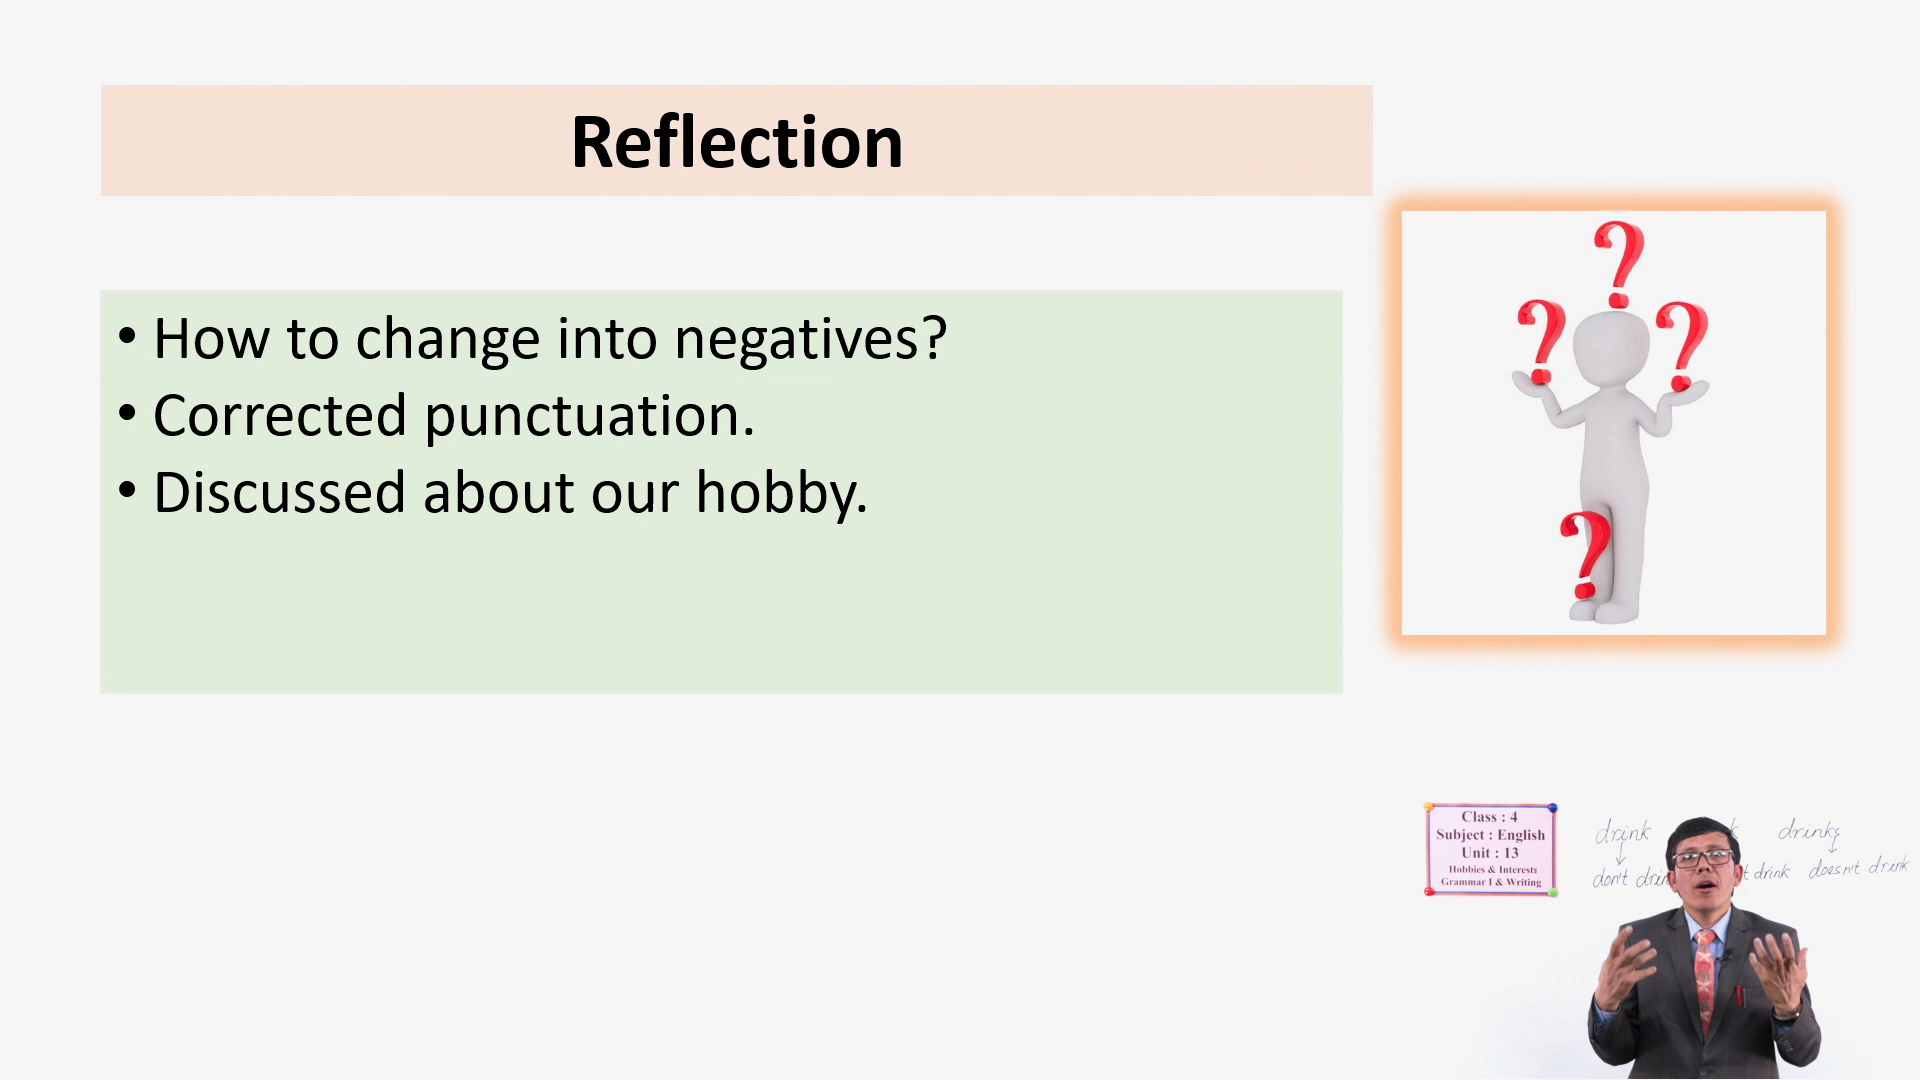 Reflection
• How to change into negatives?
• Corrected punctuation.
• Discussed about our hobby.
Class : 4
Subject : English
Unit : 13
Hobbies & Interests
Grammar I & Writing
drink drinks
don't drink doesn't drink